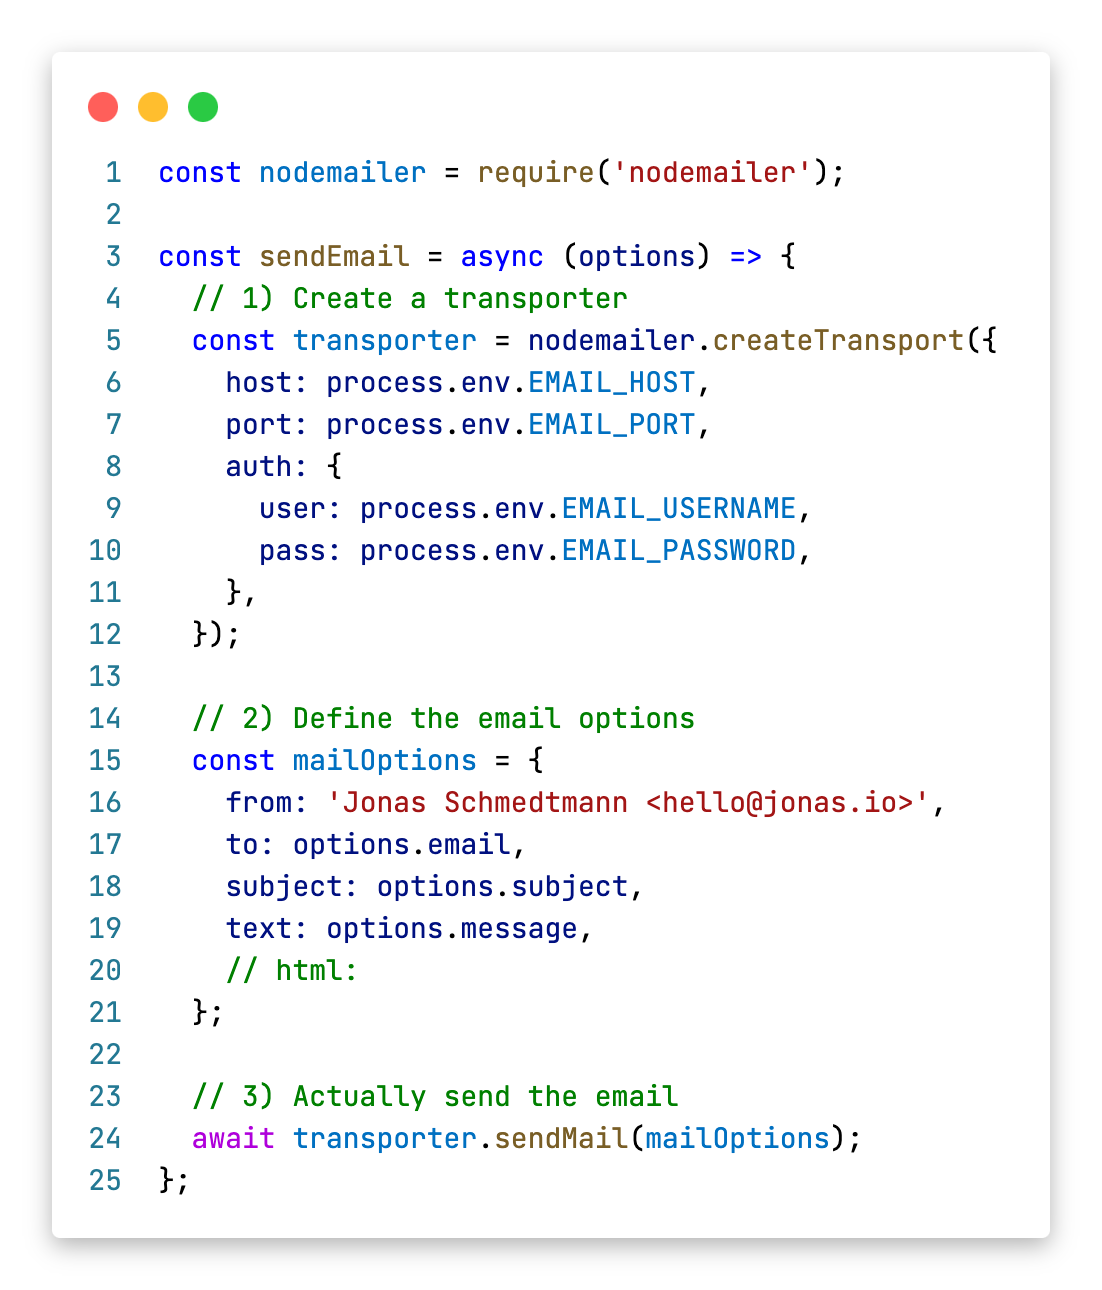 1 const nodemailer = require('nodemailer');
2
3 const sendEmail = async (options) => {
4   // 1) Create a transporter
5   const transporter = nodemailer.createTransport({
6     host: process.env.EMAIL_HOST,
7     port: process.env.EMAIL_PORT,
8     auth: {
9       user: process.env.EMAIL_USERNAME,
10       pass: process.env.EMAIL_PASSWORD,
11     },
12   });
13
14   // 2) Define the email options
15   const mailOptions = {
16     from: 'Jonas Schmedtmann <hello@jonas.io>',
17     to: options.email,
18     subject: options.subject,
19     text: options.message,
20     // html:
21   };
22
23   // 3) Actually send the email
24   await transporter.sendMail(mailOptions);
25 };